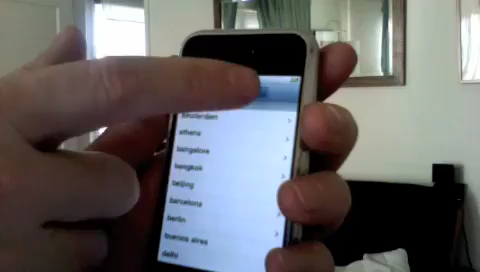 amsterdam
athens
bangalore
bangkok
beijing
barcelona
berlin
buenos aires
delhi